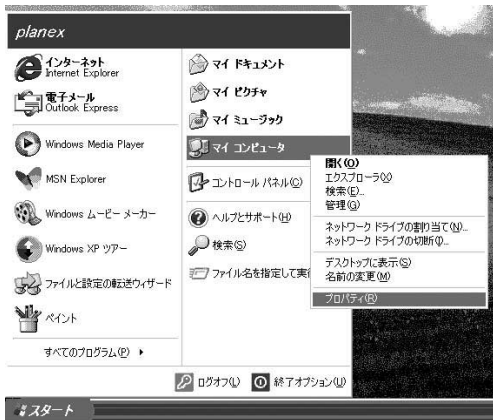 planex
インターネット
Internet Explorer
電子メール
Outlook Express
Windows Media Player
MSN Explorer
Windows ムービー メーカー
Windows XP ツアー
ファイルと設定の転送ウィザード
ペイント
すべてのプログラム(P)
マイ ドキュメント
マイ ピクチャ
マイ ミュージック
マイ コンピュータ
コントロール パネル(C)
ヘルプとサポート(H)
検索(S)
ファイル名を指定して実行
開く(O)
エクスプローラ(X)
検索(E)...
管理(G)
ネットワーク ドライブの割り当て(N)...
ネットワーク ドライブの切断(I)...
デスクトップに表示(S)
名前の変更(M)
プロパティ(R)
ログオフ(L)
終了オプション(U)
スタート